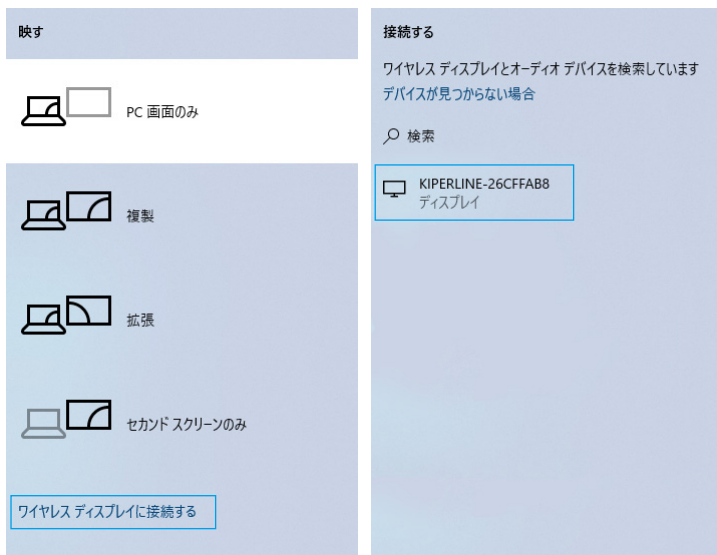 映す
PC 画面のみ
複製
拡張
セカンド スクリーンのみ
ワイヤレス ディスプレイに接続する
接続する
ワイヤレス ディスプレイとオーディオ デバイスを検索しています
デバイスが見つからない場合
検索
KIPERLINE-26CFFAB8
ディスプレイ